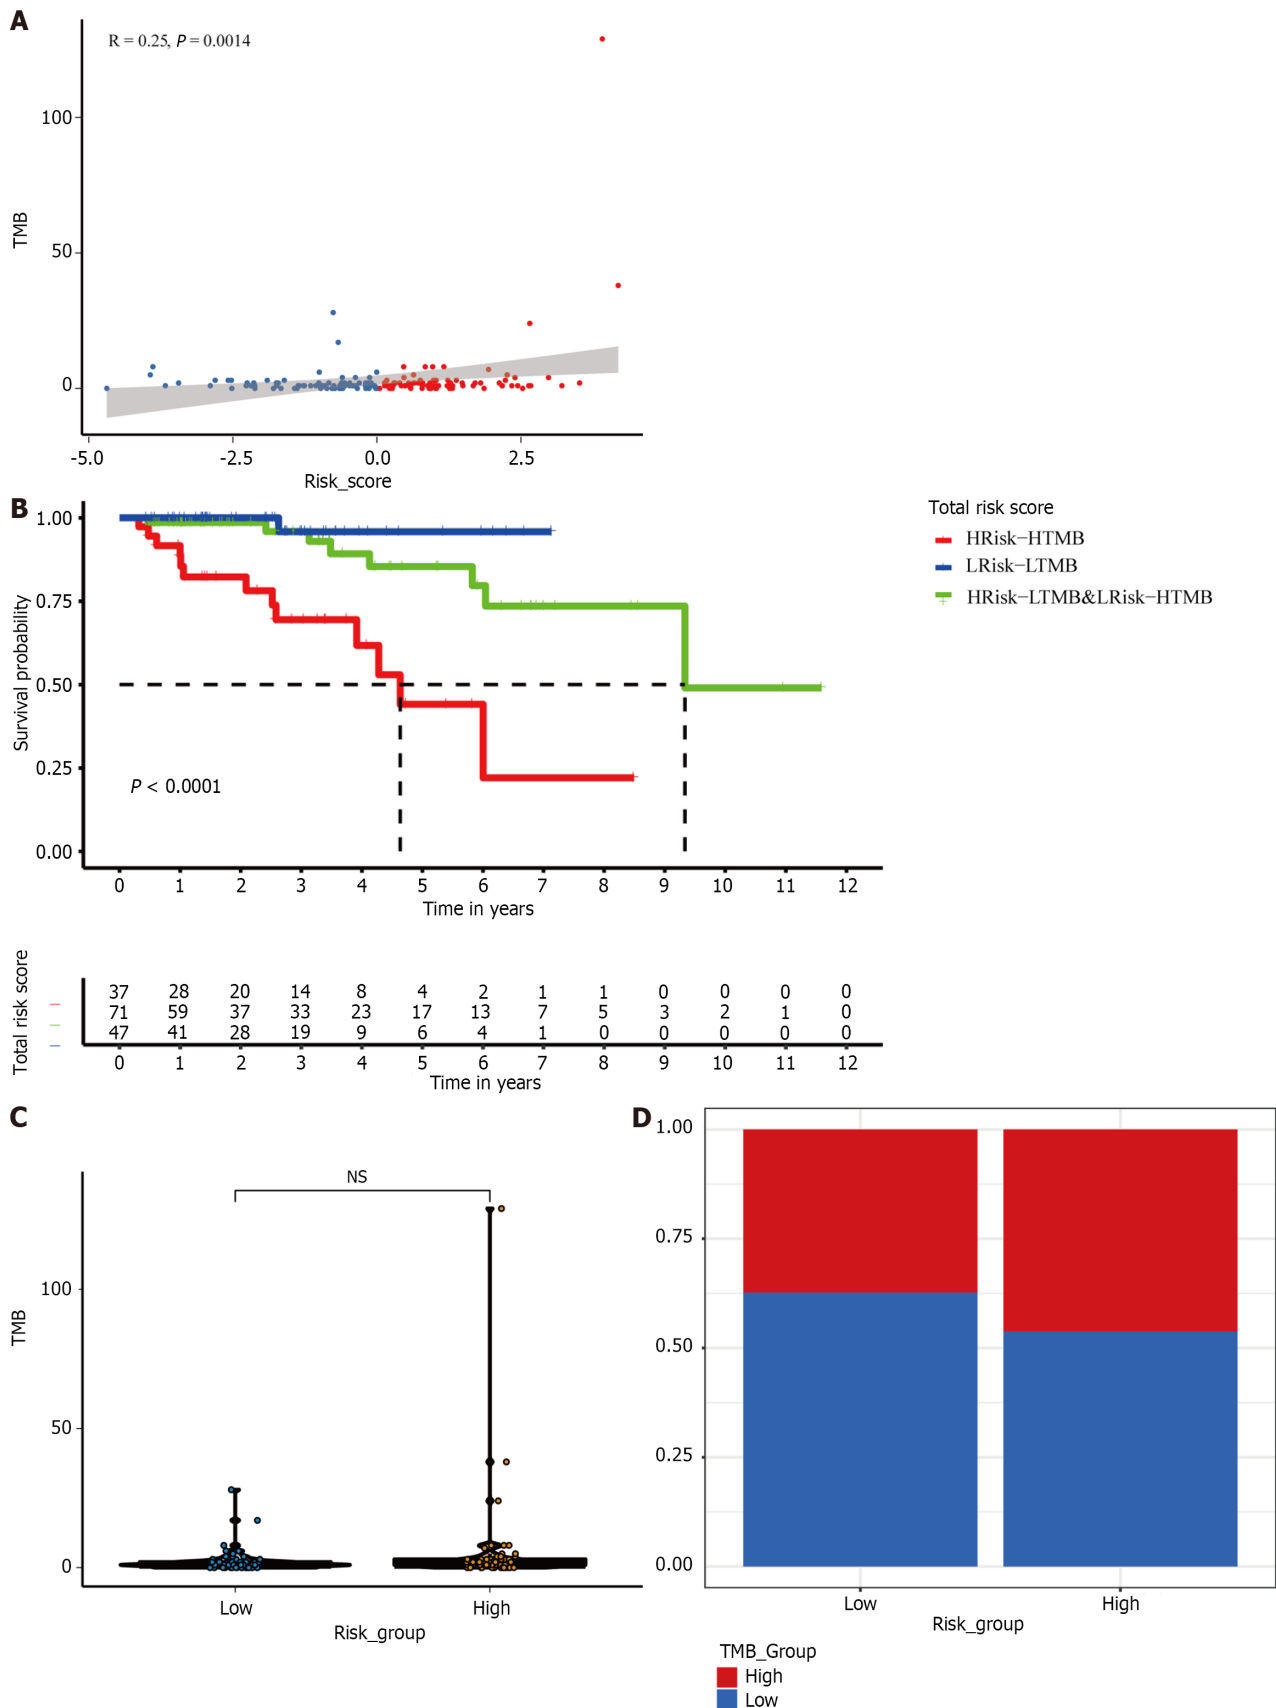 A
R = 0.25, P = 0.0014
100
50
0
TMB
-5.0 -2.5 0.0 2.5
Risk_score
B
1.00
0.75
0.50
0.25
0.00
Survival probability
P < 0.0001
0 1 2 3 4 5 6 7 8 9 10 11 12
Time in years
Total risk score
HRisk-HTMB
LRisk-LTMB
HRisk-LTMB&LRisk-HTMB
Total risk score
37 28 20 14 8 4 2 1 1 0 0 0 0
71 59 37 33 23 17 13 7 5 3 2 1 0
47 41 28 19 9 6 4 1 0 0 0 0 0
0 1 2 3 4 5 6 7 8 9 10 11 12
Time in years
C
NS
100
50
0
TMB
Low High
Risk_group
D
1.00
0.75
0.50
0.25
0.00
Low High
Risk_group
TMB_Group
High
Low